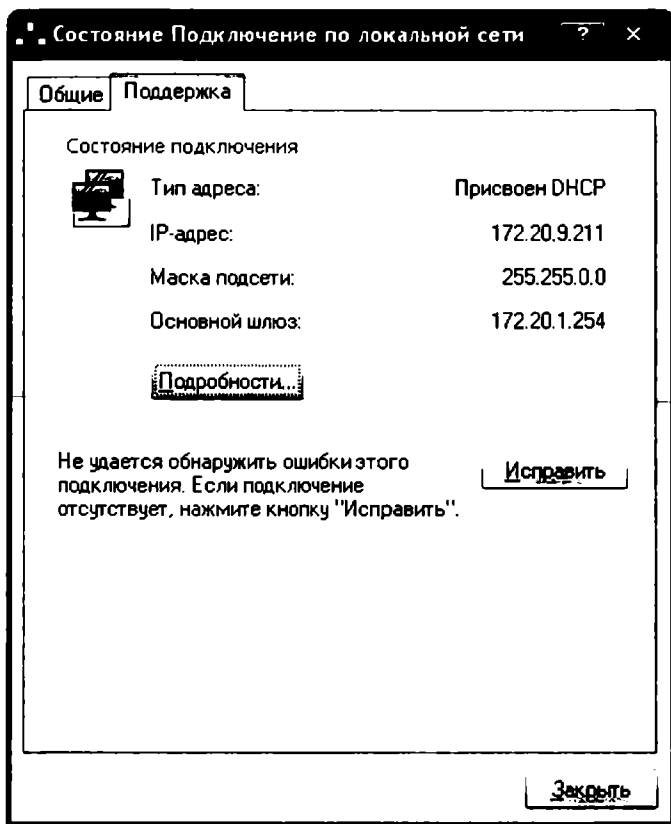 Состояние Подключение по локальной сети ? ×
Общие Поддержка
Состояние подключения
Тип адреса: Присвоен DHCP
IP-адрес: 172.20.9.211
Маска подсети: 255.255.0.0
Основной шлюз: 172.20.1.254
Подробности...
Не удается обнаружить ошибки этого
подключения. Если подключение
отсутствует, нажмите кнопку "Исправить".
Исправить
Закрыть